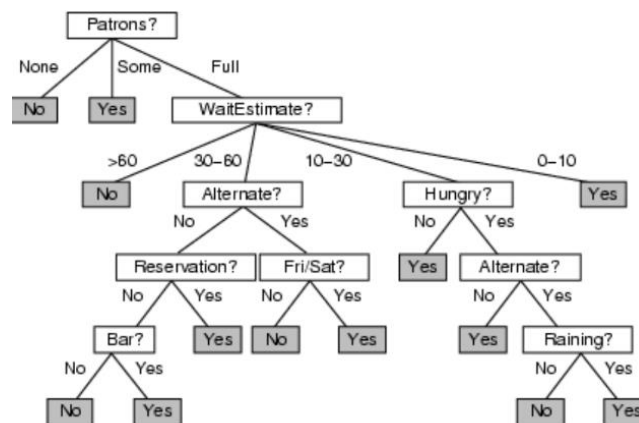 Patrons?
None Some Full
No Yes WaitEstimate?
>60 30–60 10–30 0–10
No Alternate? Hungry? Yes
No Yes No Yes
Reservation? Fri/Sat? Yes Alternate?
No Yes No Yes No Yes
Bar? Yes No Yes Yes Raining?
No Yes No Yes
No Yes No Yes